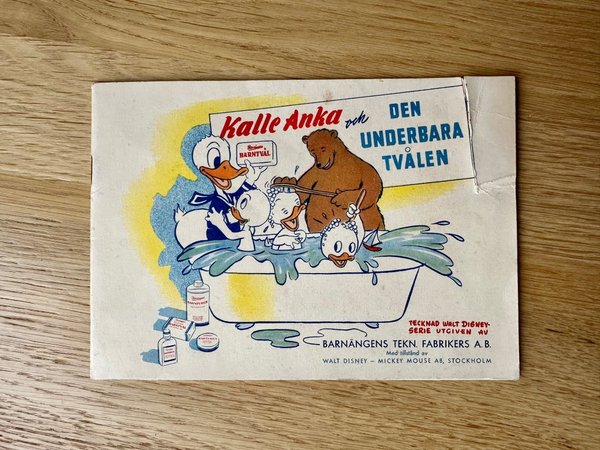 Kalle Anka och
DEN
UNDERBARA
TVÅLEN
BARNTVÅL
TECKNAD WALT DISNEY-
SERIE UTGIVEN AV
BARNÄNGENS TEKN. FABRIKERS A. B.
Med tillstånd av
WALT DISNEY — MICKEY MOUSE AB, STOCKHOLM